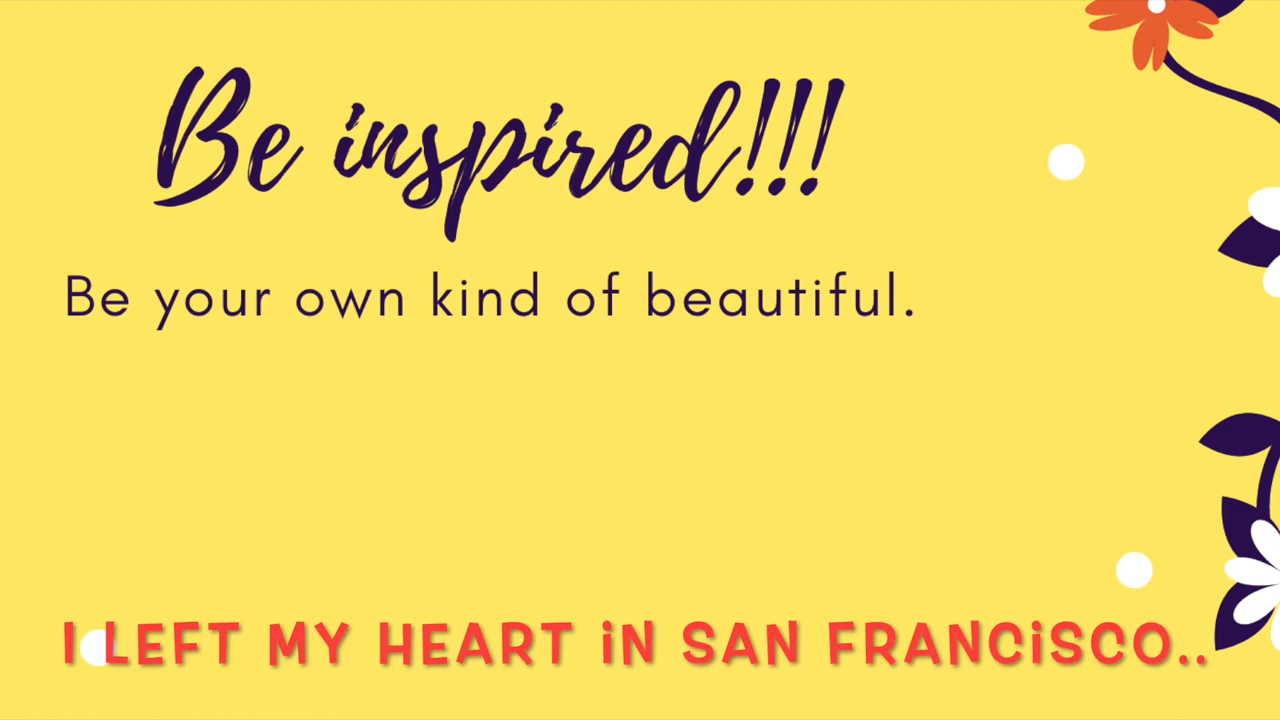 Be inspired!!!
Be your own kind of beautiful.
I LEFT MY HEART iN SAN FRANCiSCO..